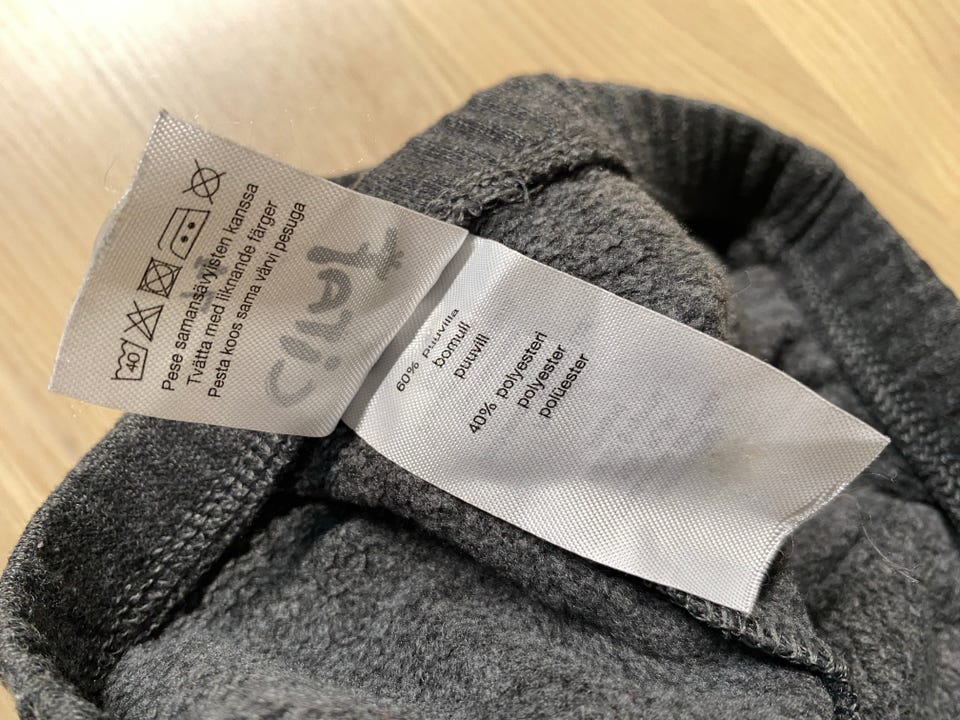 40
Pese samansävyisten kanssa
Tvätta med liknande färger
Pesta koos sama värvi pesuga
60% puuvilla
bomull
puuvill
40% polyesteri
polyester
polüester